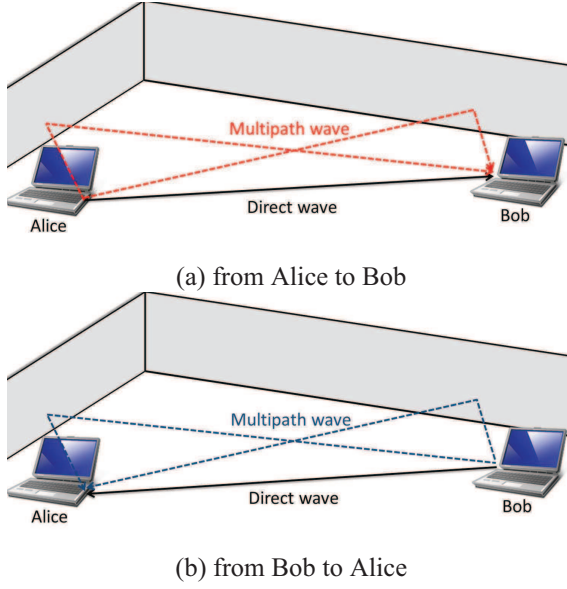 Multipath wave
Direct wave
Alice
Bob
(a) from Alice to Bob
Multipath wave
Direct wave
Alice
Bob
(b) from Bob to Alice